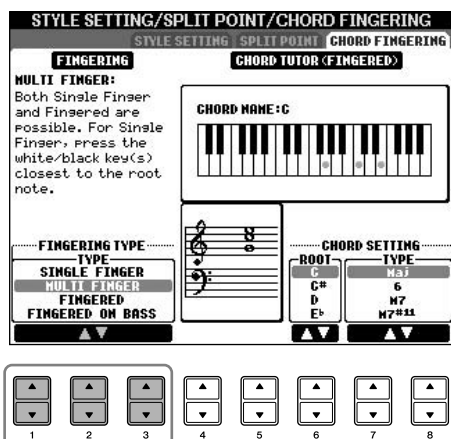 STYLE SETTING/SPLIT POINT/CHORD FINGERING
STYLE SETTING SPLIT POINT CHORD FINGERING
FINGERING
MULTI FINGER:
Both Single Finger
and Fingered are
possible. For Single
Finger, press the
white/black key(s)
closest to the root
note.
CHORD TUTOR (FINGERED)
CHORD NAME:C
FINGERING TYPE
TYPE
SINGLE FINGER
MULTI FINGER
FINGERED
FINGERED ON BASS
CHORD SETTING
ROOT TYPE
C Maj
C# 6
D M7
E♭ M7#11
1 2 3 4 5 6 7 8